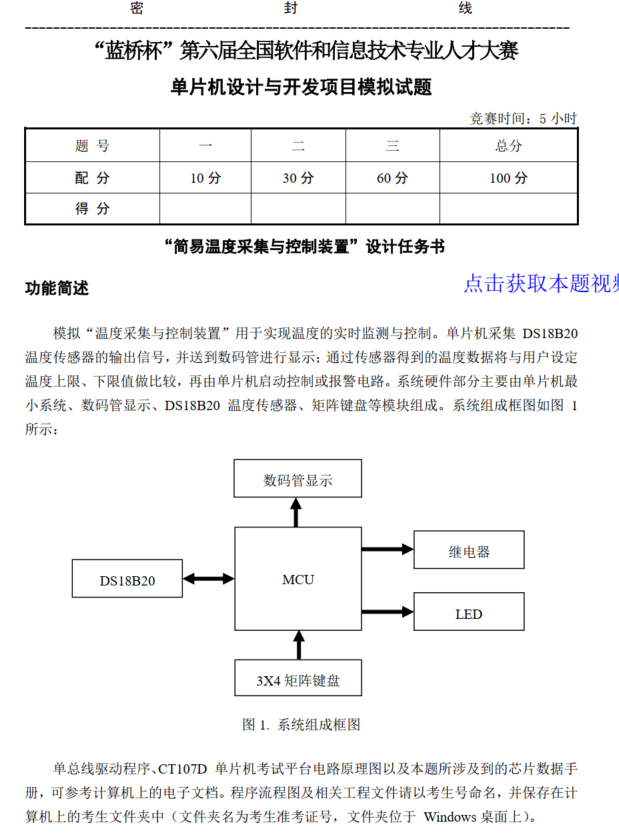 密 封 线
“蓝桥杯”第六届全国软件和信息技术专业人才大赛
单片机设计与开发项目模拟试题
竞赛时间：5 小时
题 号 一 二 三 总分
配 分 10 分 30 分 60 分 100 分
得 分
“简易温度采集与控制装置”设计任务书
点击获取本题视频
功能简述
模拟“温度采集与控制装置”用于实现温度的实时监测与控制。单片机采集 DS18B20
温度传感器的输出信号，并送到数码管进行显示；通过传感器得到的温度数据将与用户设定
温度上限、下限值做比较，再由单片机启动控制或报警电路。系统硬件部分主要由单片机最
小系统、数码管显示、DS18B20 温度传感器、矩阵键盘等模块组成。系统组成框图如图 1
所示：
数码管显示
继电器
DS18B20
MCU
LED
3X4 矩阵键盘
图 1. 系统组成框图
单总线驱动程序、CT107D 单片机考试平台电路原理图以及本题所涉及到的芯片数据手
册，可参考计算机上的电子文档。程序流程图及相关工程文件请以考生号命名，并保存在计
算机上的考生文件夹中（文件夹名为考生准考证号，文件夹位于 Windows 桌面上）。